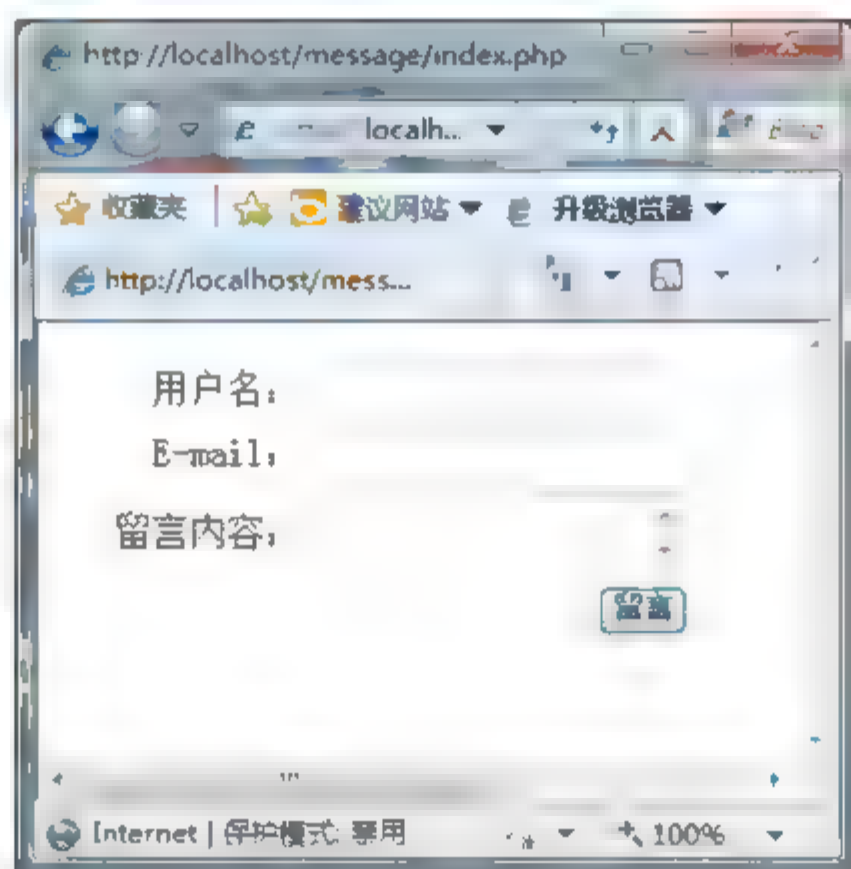 http://localhost/message/index.php
localh...
收藏夹 建议网站 升级浏览器
http://localhost/mess...
用户名：
E-mail：
留言内容：
留言
Internet | 保护模式: 禁用 100%